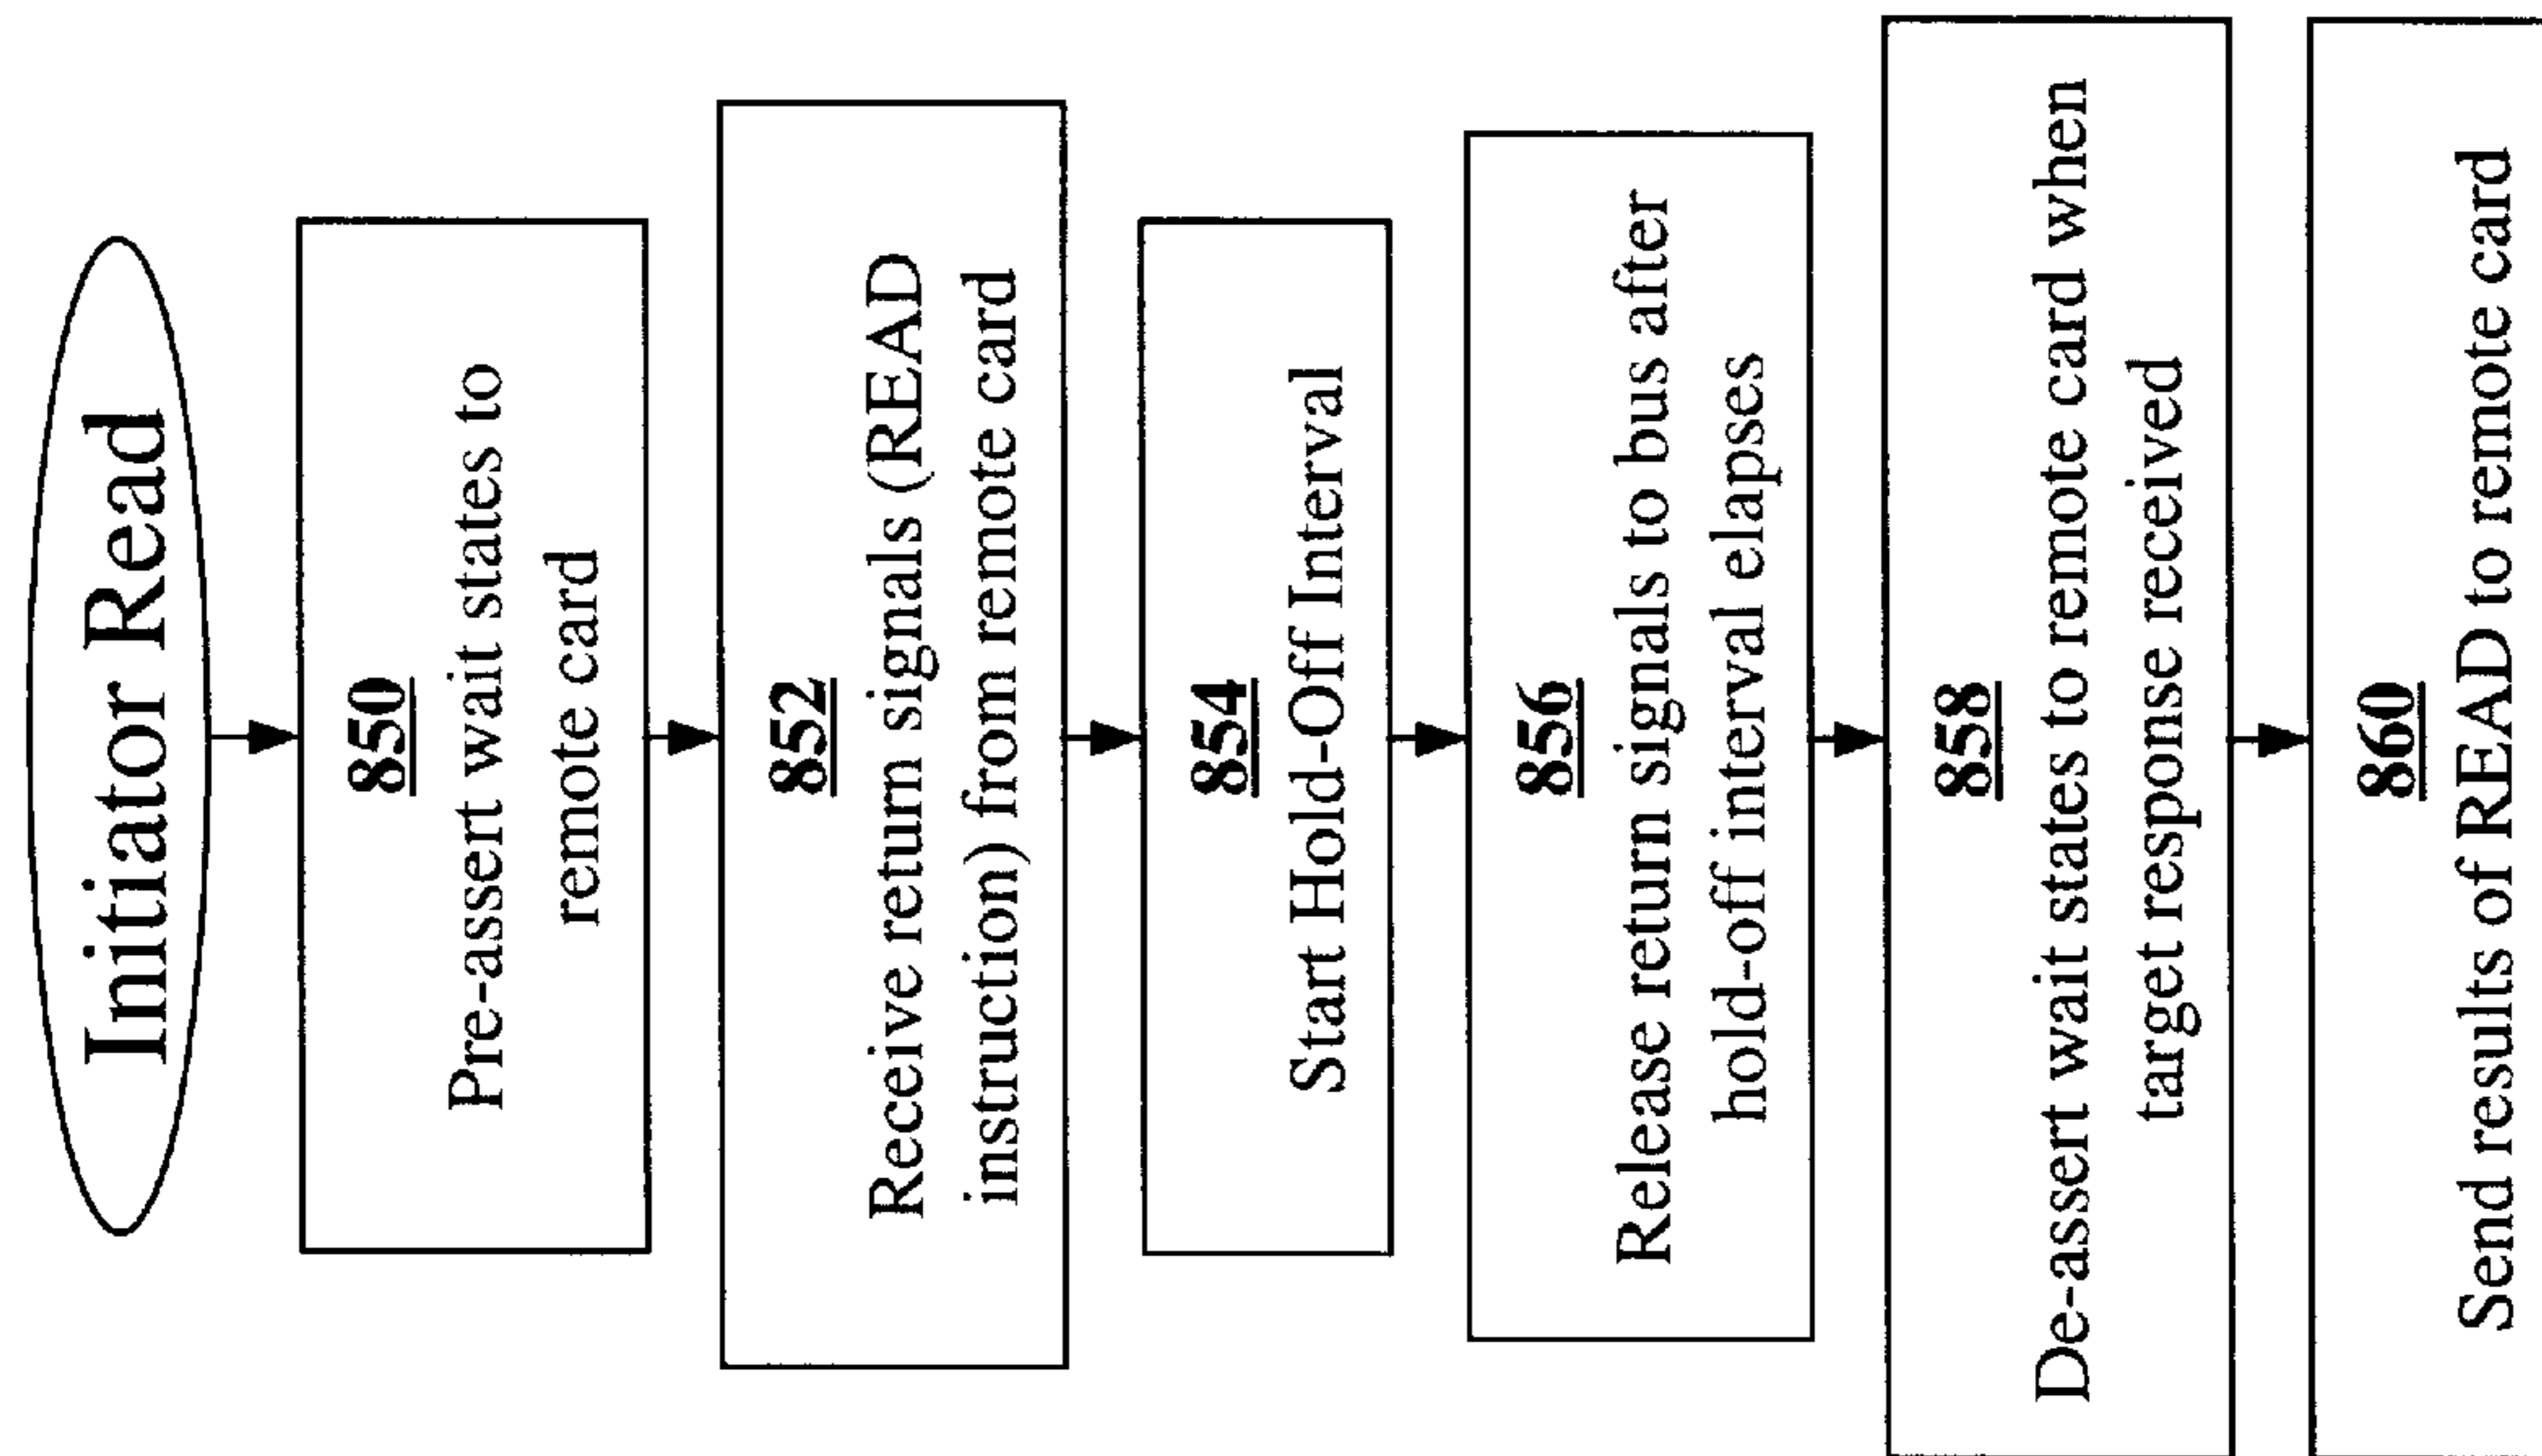 Initiator Read
850
Pre-assert wait states to
remote card
852
Receive return signals (READ
instruction) from remote card
854
Start Hold-Off Interval
856
Release return signals to bus after
hold-off interval elapses
858
De-assert wait states to remote card when
target response received
860
Send results of READ to remote card